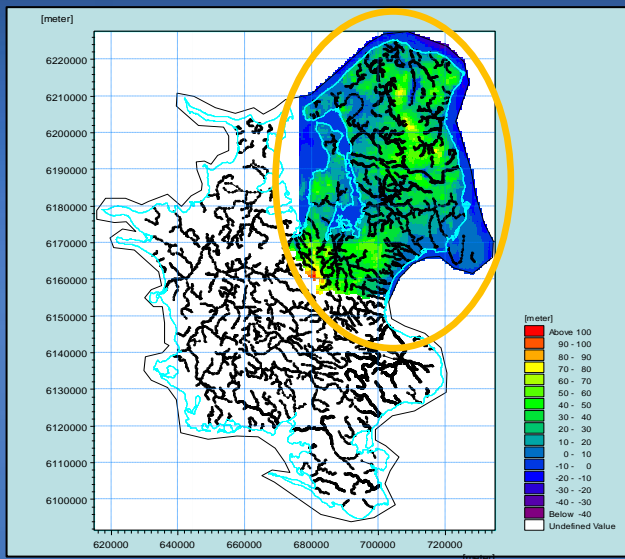 [meter]
6220000
6210000
6200000
6190000
6180000
6170000
6160000
6150000
6140000
6130000
6120000
6110000
6100000
620000 640000 660000 680000 700000 720000
[meter]
[meter]
Above 100
90 - 100
80 - 90
70 - 80
60 - 70
50 - 60
40 - 50
30 - 40
20 - 30
10 - 20
0 - 10
-10 - 0
-20 - -10
-30 - -20
-40 - -30
Below -40
Undefined Value